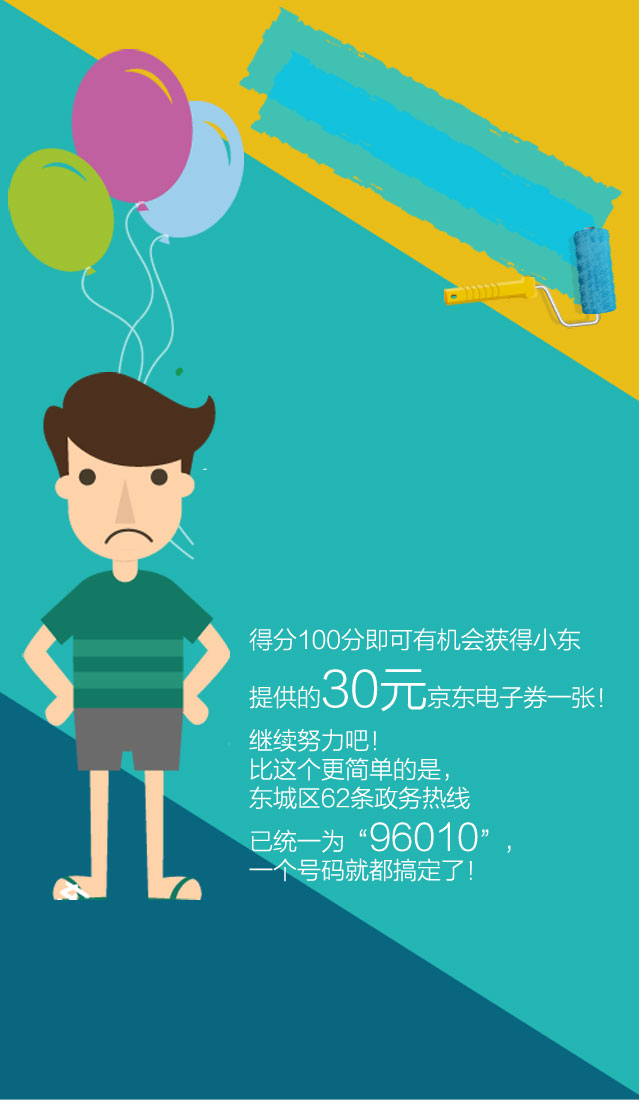 得分100分即可有机会获得小东
提供的30元京东电子券一张！
继续努力吧！
比这个更简单的是，
东城区62条政务热线
已统一为“96010”，
一个号码就都搞定了！